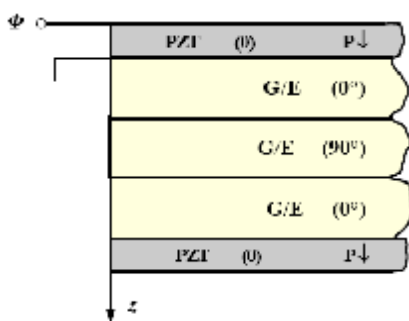 Φ
PZT (0) P↓
G/E (0°)
G/E (90°)
G/E (0°)
PZT (0) P↓
z